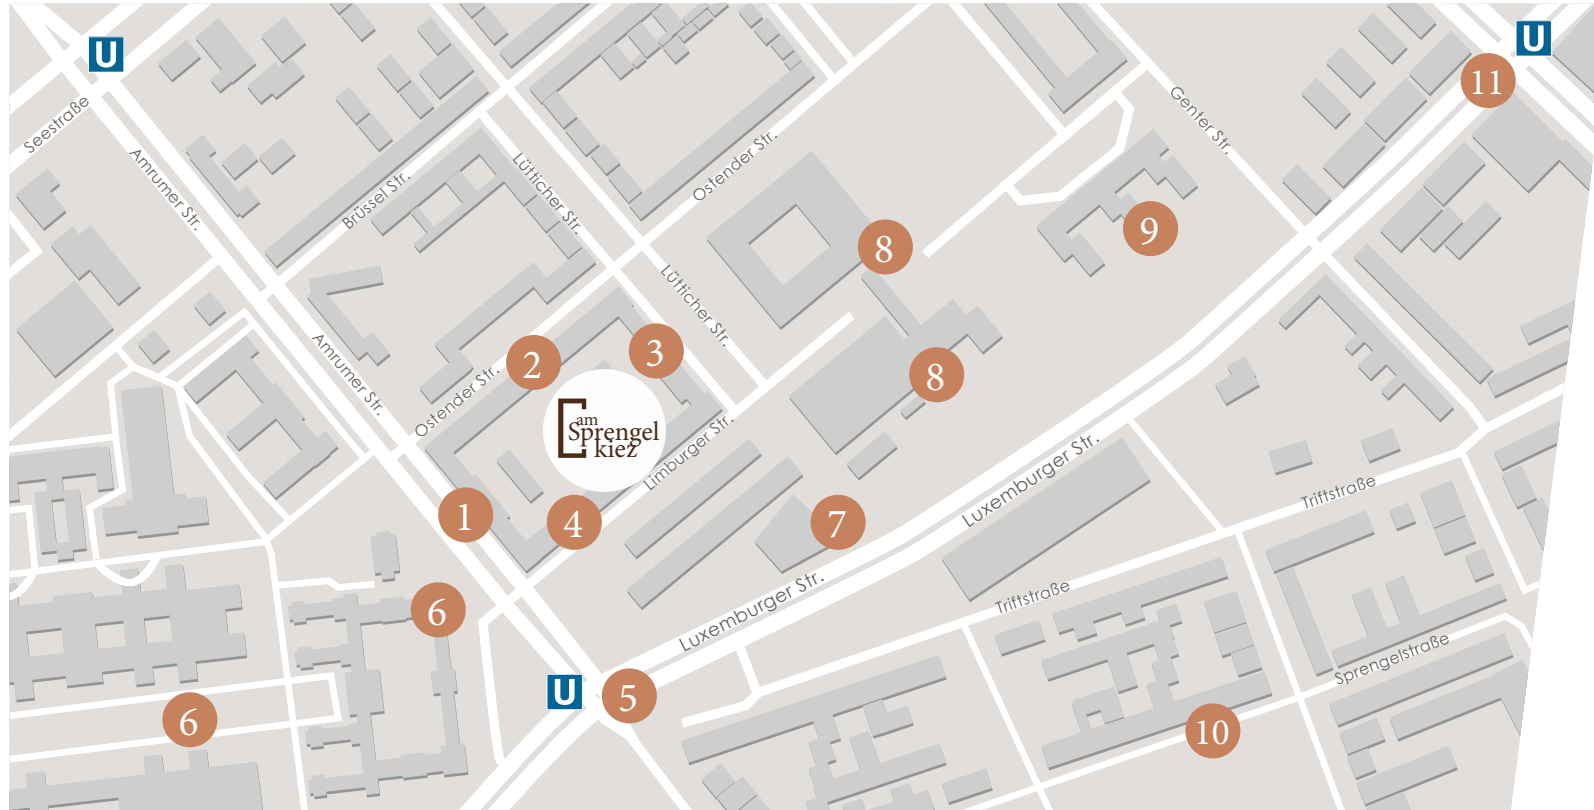 U
U
11
Seestraße
Genter Str.
Amrumer Str.
Lütticher Str.
Ostender Str.
Brüssel Str.
8
9
Lütticher Str.
Amrumer Str.
2
3
8
Ostender Str.
am
Sprengel
kiez
Limburger Str.
Luxemburger Str.
Triftstraße
1
4
7
6
Luxemburger Str.
Triftstraße
Sprengelstraße
U
5
6
10